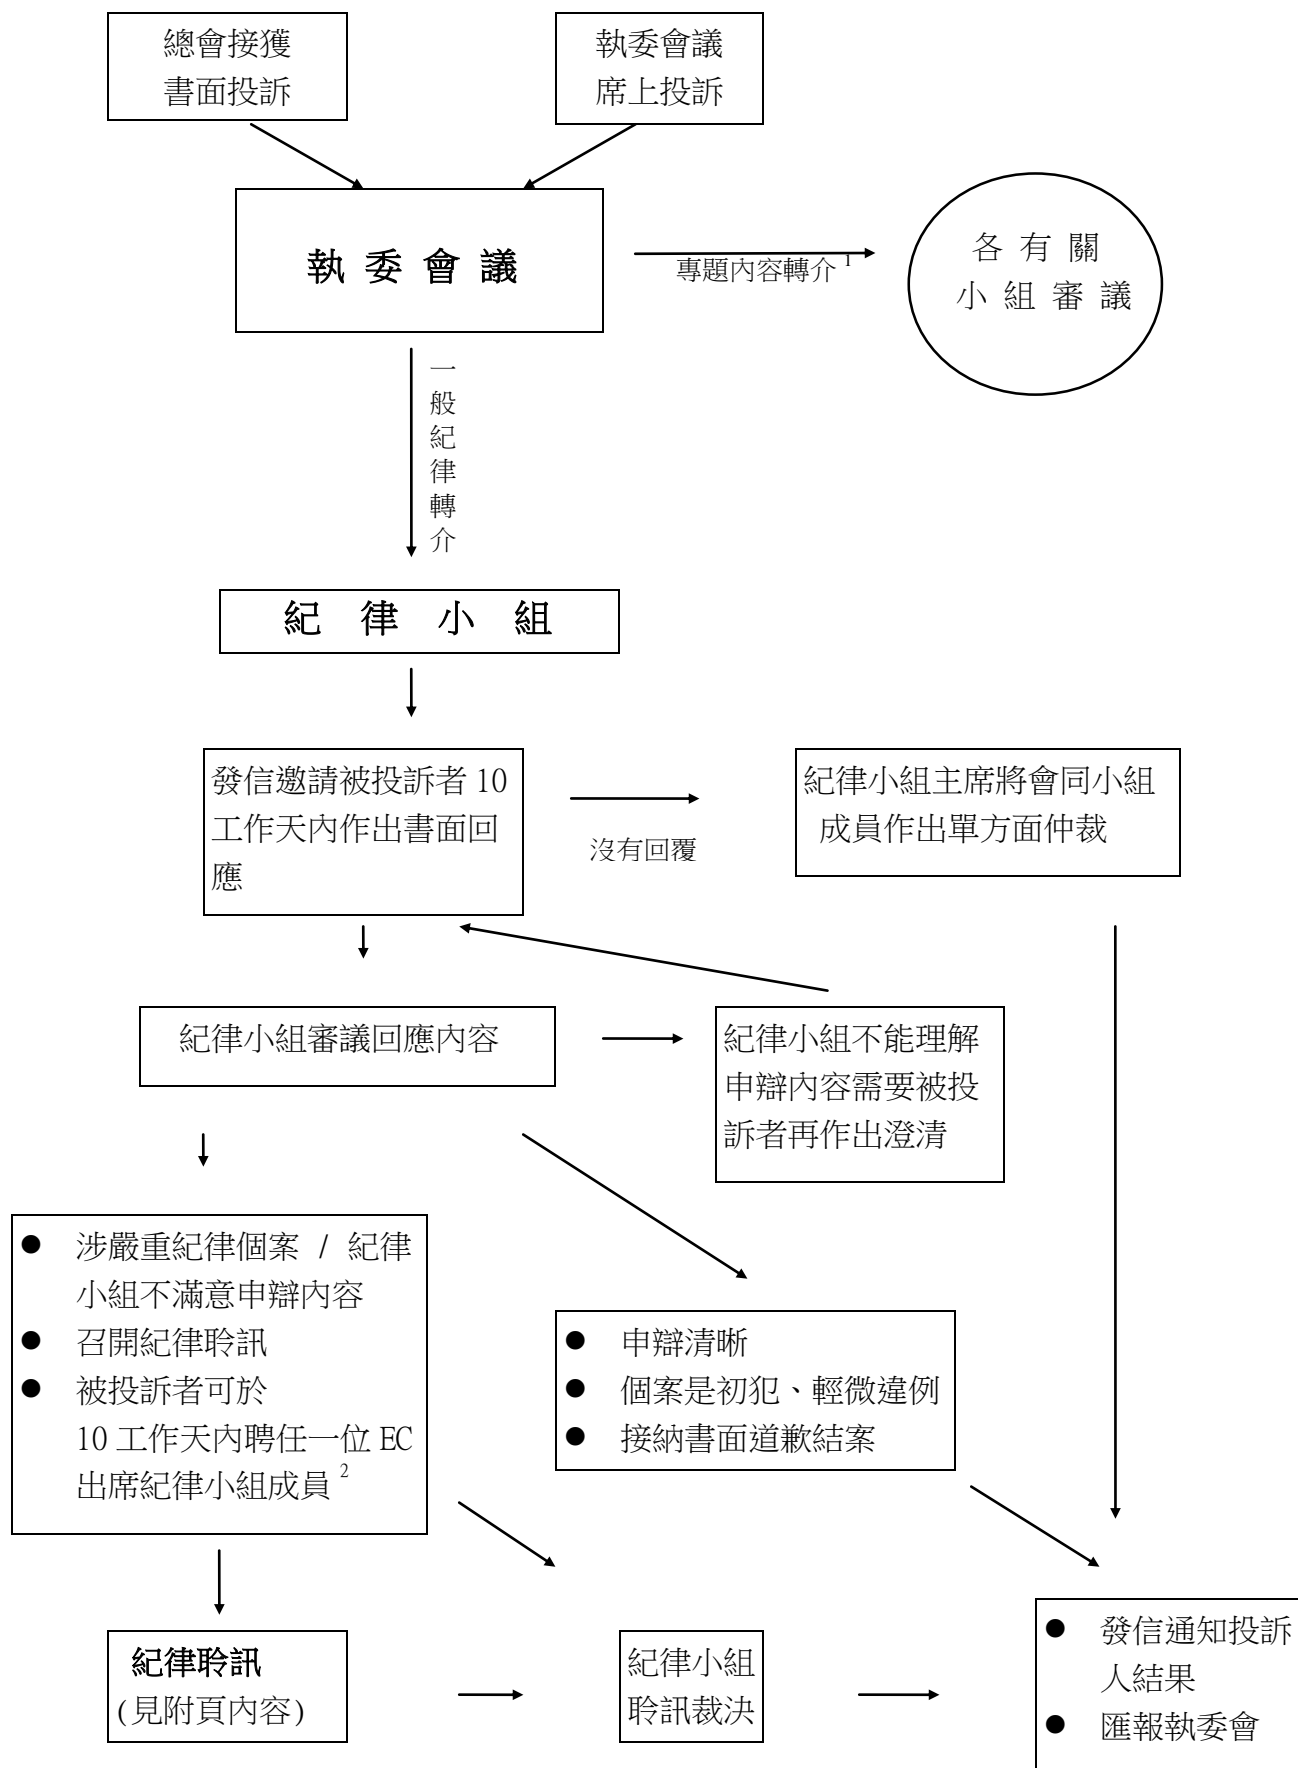 總會接獲
書面投訴
執委會議
席上投訴
執 委 會 議
專題內容轉介 1
各 有 關
小 組 審 議
一
般
紀
律
轉
介
紀 律 小 組
發信邀請被投訴者 10
工作天內作出書面回
應
沒有回覆
紀律小組主席將會同小組
成員作出單方面仲裁
紀律小組審議回應內容
紀律小組不能理解
申辯內容需要被投
訴者再作出澄清
● 涉嚴重紀律個案 / 紀律
小組不滿意申辯內容
● 召開紀律聆訊
● 被投訴者可於
10 工作天內聘任一位 EC
出席紀律小組成員 2
● 申辯清晰
● 個案是初犯、輕微違例
● 接納書面道歉結案
紀律聆訊
(見附頁內容)
紀律小組
聆訊裁決
● 發信通知投訴
人結果
● 匯報執委會